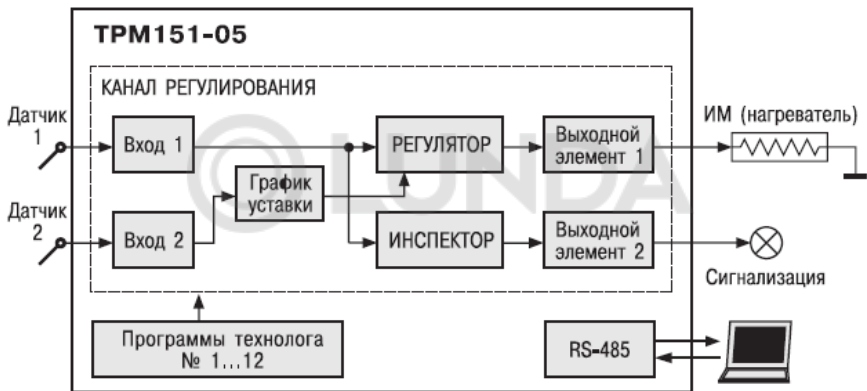 ТРМ151-05
КАНАЛ РЕГУЛИРОВАНИЯ
Датчик
1
Вход 1
РЕГУЛЯТОР
Выходной
элемент 1
ИМ (нагреватель)
График
уставки
Датчик
2
Вход 2
ИНСПЕКТОР
Выходной
элемент 2
Сигнализация
Программы технолога
№ 1...12
RS-485
LUNDA